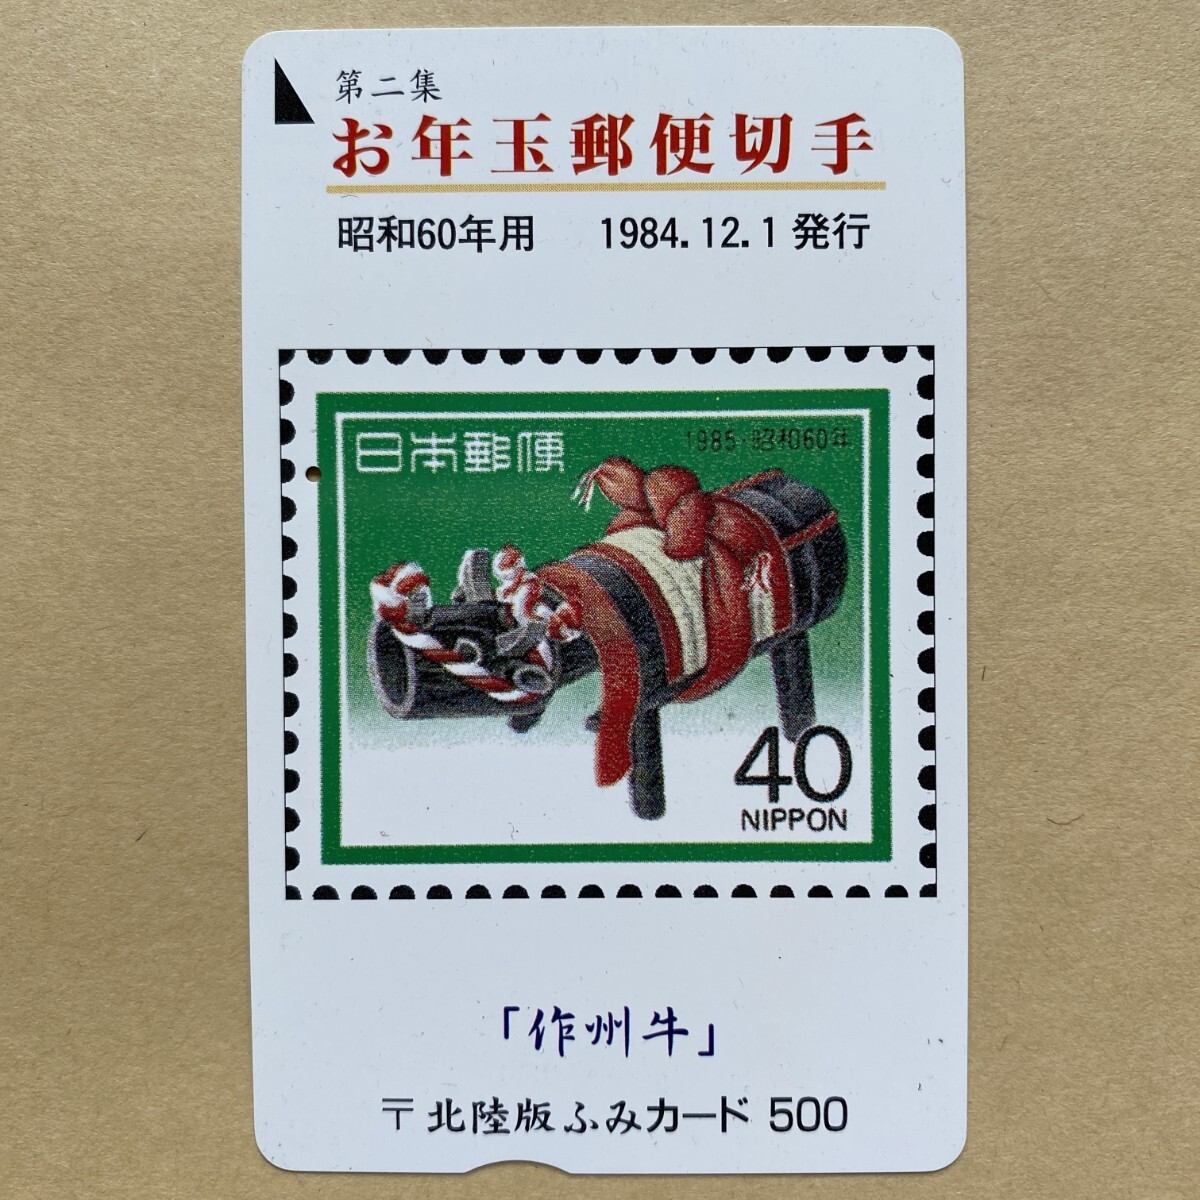 第二集
お年玉郵便切手
昭和60年用 1984.12.1発行
日本郵便 1985・昭和60年
40
NIPPON
「作州牛」
〒北陸版ふみカード 500